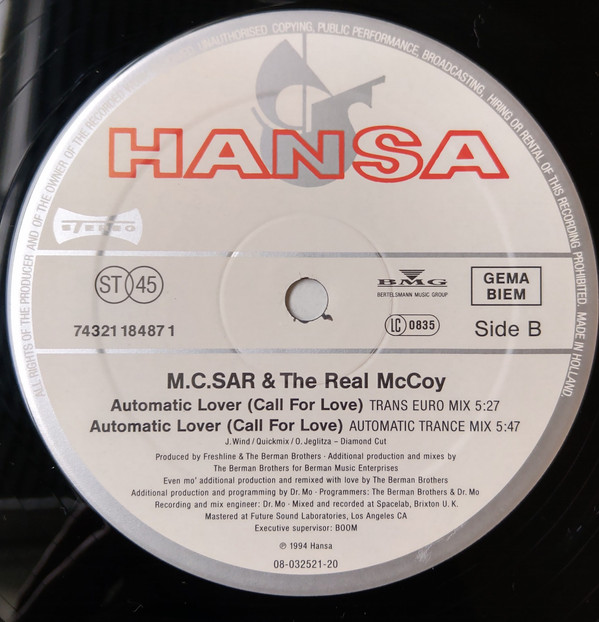 ALL RIGHTS OF THE PRODUCER AND OF THE OWNER OF THE RECORDED UNAUTHORISED COPYING, PUBLIC PERFORMANCE, BROADCASTING, HIRING OR RENTAL OF THIS RECORDING PROHIBITED. MADE IN HOLLAND.
HANSA
STEREO
ST 45
BMG
BERTELSMANN MUSIC GROUP
GEMA
BIEM
74321 18487 1
LC 0835
Side B
M.C.SAR & The Real McCoy
Automatic Lover (Call For Love) TRANS EURO MIX 5:27
Automatic Lover (Call For Love) AUTOMATIC TRANCE MIX 5:47
J. Wind / Quickmix / O. Jeglitza – Diamond Cut
Produced by Freshline & The Berman Brothers · Additional production and mixes by
The Berman Brothers for Berman Music Enterprises
Even mo' additional production and remixed with love by The Berman Brothers
Additional production and programming by Dr. Mo · Programmers: The Berman Brothers & Dr. Mo
Recording and mix engineer: Dr. Mo · Mixed and recorded at Spacelab, Brixton U. K.
Mastered at Future Sound Laboratories, Los Angeles CA
Executive supervisor: BOOM
℗ 1994 Hansa
08-032521-20